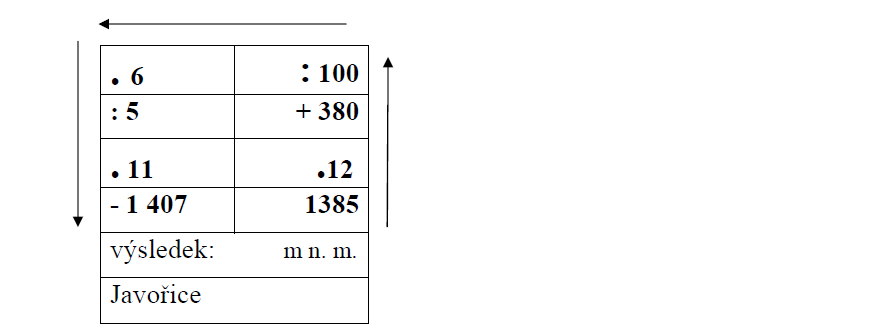 . 6 : 100
: 5 + 380
. 11 .12
- 1 407 1385
výsledek: m n. m.
Javořice